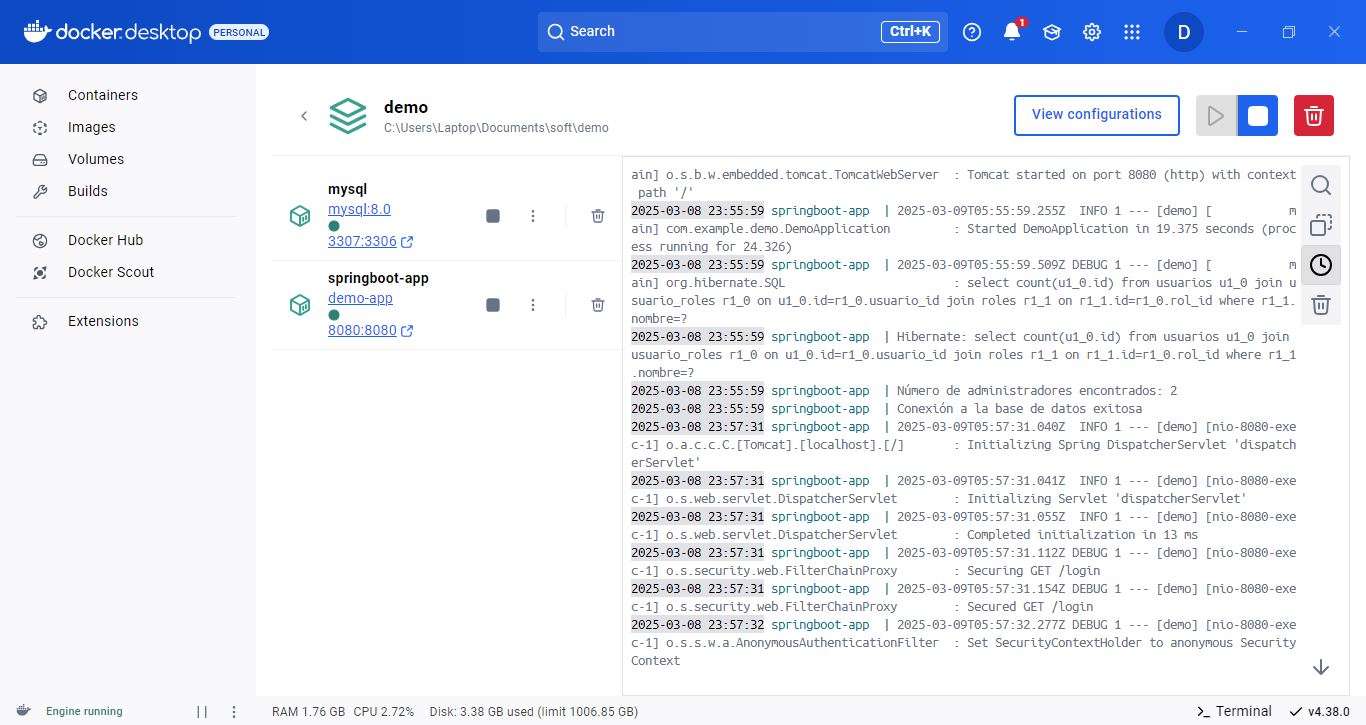 docker.desktop PERSONAL
Search Ctrl+K
1
D
Containers
Images
Volumes
Builds
Docker Hub
Docker Scout
Extensions
demo
C:\Users\Laptop\Documents\soft\demo
View configurations
mysql
mysql:8.0
3307:3306
springboot-app
demo-app
8080:8080
ain] o.s.b.w.embedded.tomcat.TomcatWebServer  : Tomcat started on port 8080 (http) with context
 path '/'
2025-03-08 23:55:59 springboot-app  | 2025-03-09T05:55:59.255Z  INFO 1 --- [demo] [           m
ain] com.example.demo.DemoApplication         : Started DemoApplication in 19.375 seconds (proc
ess running for 24.326)
2025-03-08 23:55:59 springboot-app  | 2025-03-09T05:55:59.509Z DEBUG 1 --- [demo] [           m
ain] org.hibernate.SQL                        : select count(u1_0.id) from usuarios u1_0 join u
suario_roles r1_0 on u1_0.id=r1_0.usuario_id join roles r1_1 on r1_1.id=r1_0.rol_id where r1_1.
nombre=?
2025-03-08 23:55:59 springboot-app  | Hibernate: select count(u1_0.id) from usuarios u1_0 join
usuario_roles r1_0 on u1_0.id=r1_0.usuario_id join roles r1_1 on r1_1.id=r1_0.rol_id where r1_1
.nombre=?
2025-03-08 23:55:59 springboot-app  | Número de administradores encontrados: 2
2025-03-08 23:55:59 springboot-app  | Conexión a la base de datos exitosa
2025-03-08 23:57:31 springboot-app  | 2025-03-09T05:57:31.040Z  INFO 1 --- [demo] [nio-8080-exe
c-1] o.a.c.c.C.[Tomcat].[localhost].[/]       : Initializing Spring DispatcherServlet 'dispatch
erServlet'
2025-03-08 23:57:31 springboot-app  | 2025-03-09T05:57:31.041Z  INFO 1 --- [demo] [nio-8080-exe
c-1] o.s.web.servlet.DispatcherServlet        : Initializing Servlet 'dispatcherServlet'
2025-03-08 23:57:31 springboot-app  | 2025-03-09T05:57:31.055Z  INFO 1 --- [demo] [nio-8080-exe
c-1] o.s.web.servlet.DispatcherServlet        : Completed initialization in 13 ms
2025-03-08 23:57:31 springboot-app  | 2025-03-09T05:57:31.112Z DEBUG 1 --- [demo] [nio-8080-exe
c-1] o.s.security.web.FilterChainProxy        : Securing GET /login
2025-03-08 23:57:31 springboot-app  | 2025-03-09T05:57:31.154Z DEBUG 1 --- [demo] [nio-8080-exe
c-1] o.s.security.web.FilterChainProxy        : Secured GET /login
2025-03-08 23:57:32 springboot-app  | 2025-03-09T05:57:32.277Z DEBUG 1 --- [demo] [nio-8080-exe
c-1] o.s.s.w.a.AnonymousAuthenticationFilter  : Set SecurityContextHolder to anonymous Security
Context
Engine running
RAM 1.76 GB CPU 2.72% Disk: 3.38 GB used (limit 1006.85 GB)
Terminal
v4.38.0